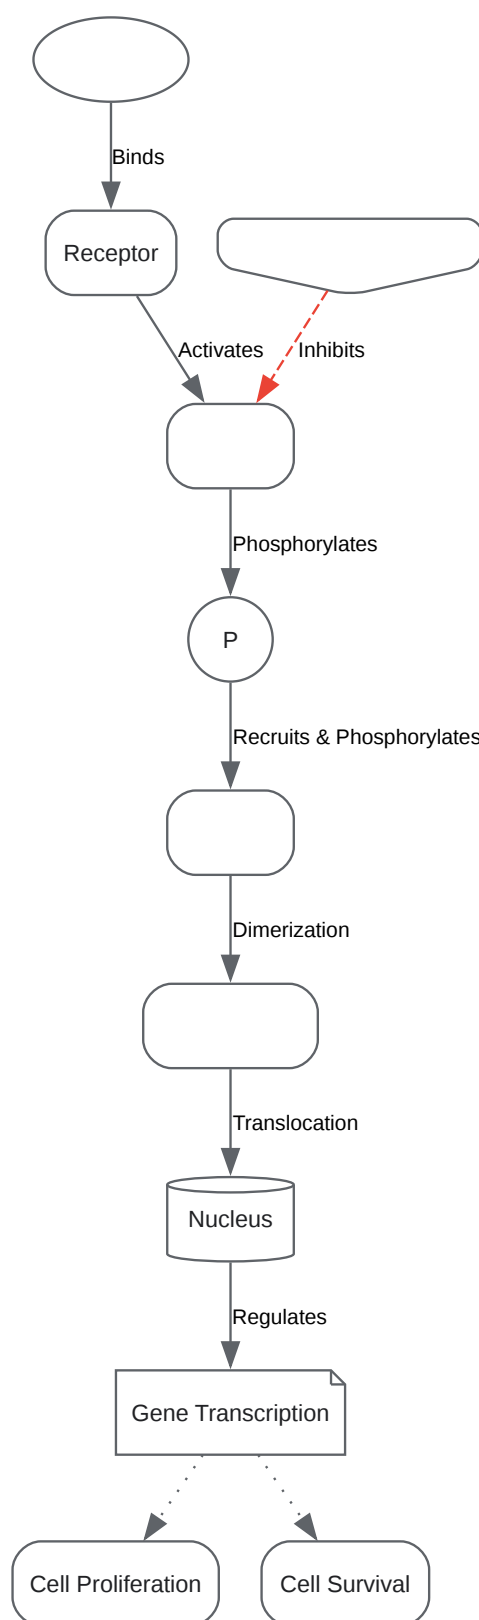 Binds
Receptor
Activates
Inhibits
Phosphorylates
P
Recruits & Phosphorylates
Dimerization
Translocation
Nucleus
Regulates
Gene Transcription
Cell Proliferation
Cell Survival